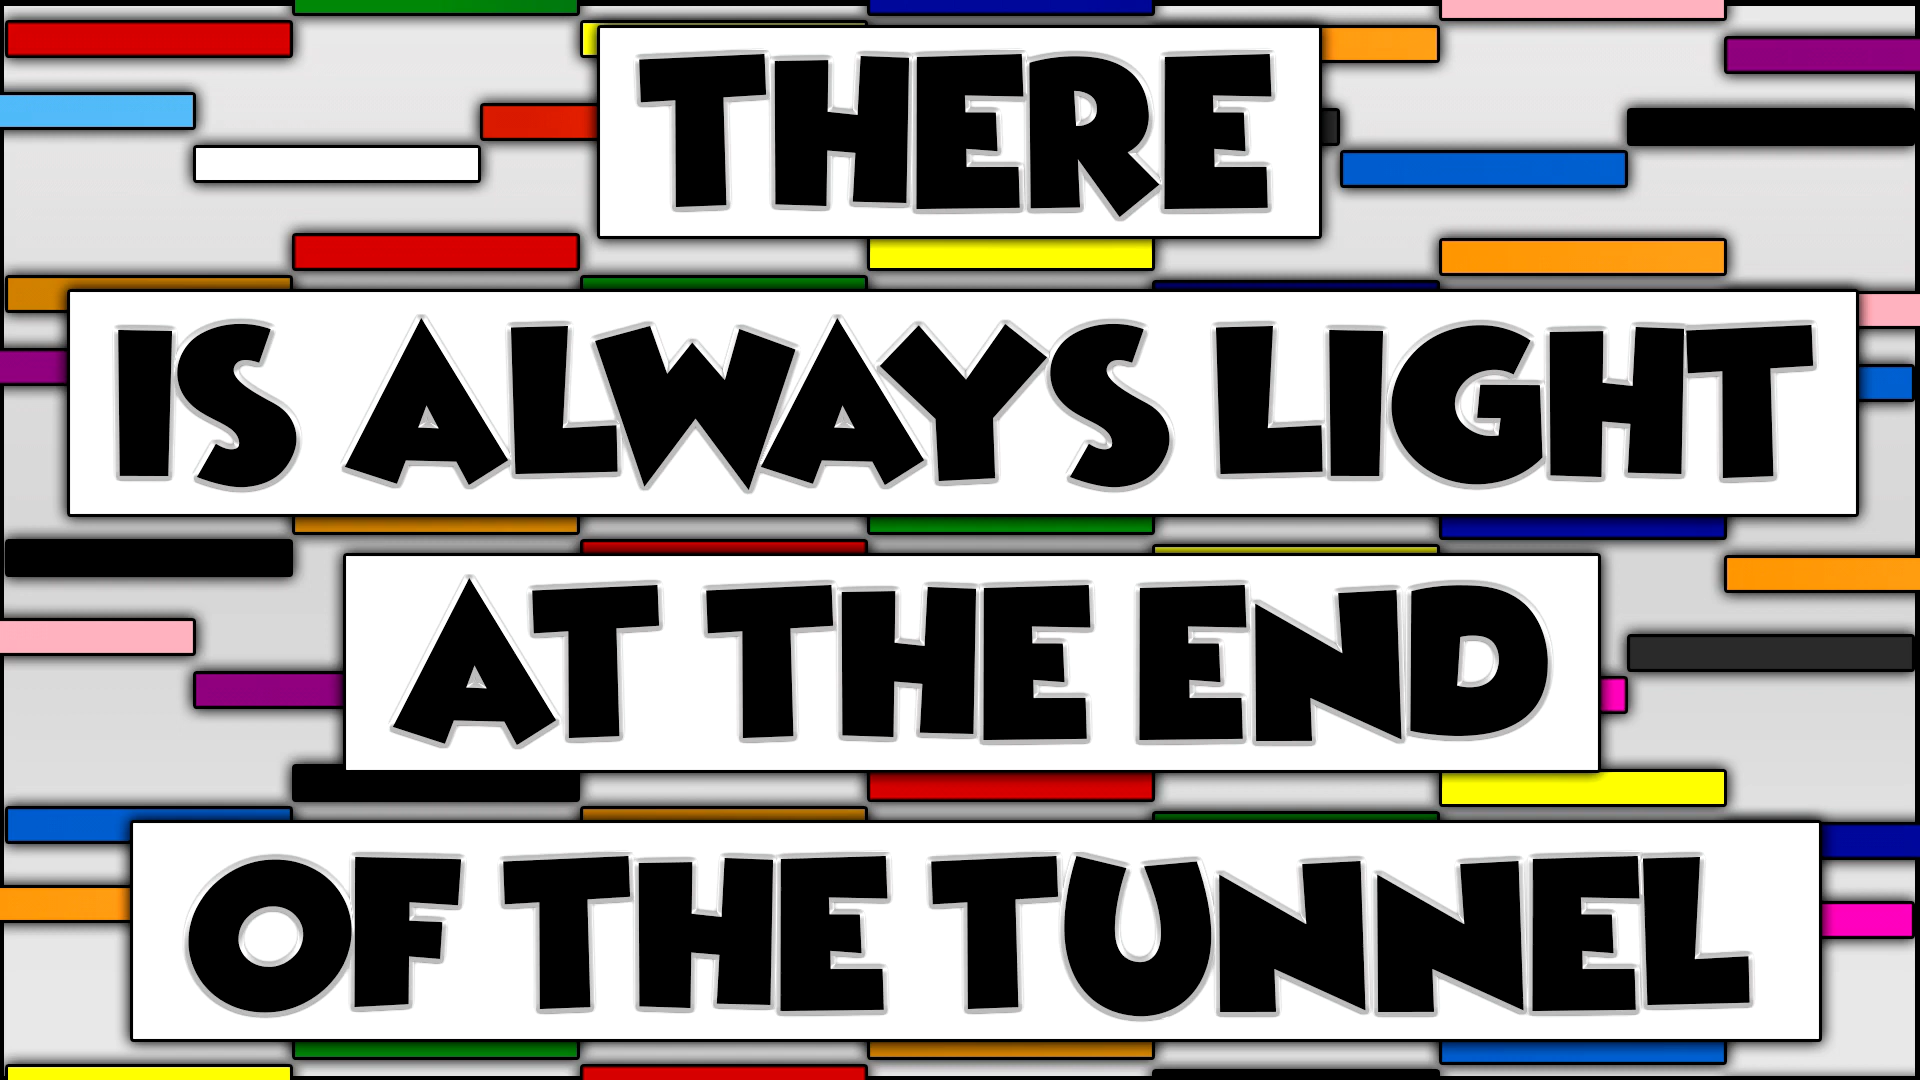 THERE
IS ALWAYS LIGHT
AT THE END
OF THE TUNNEL